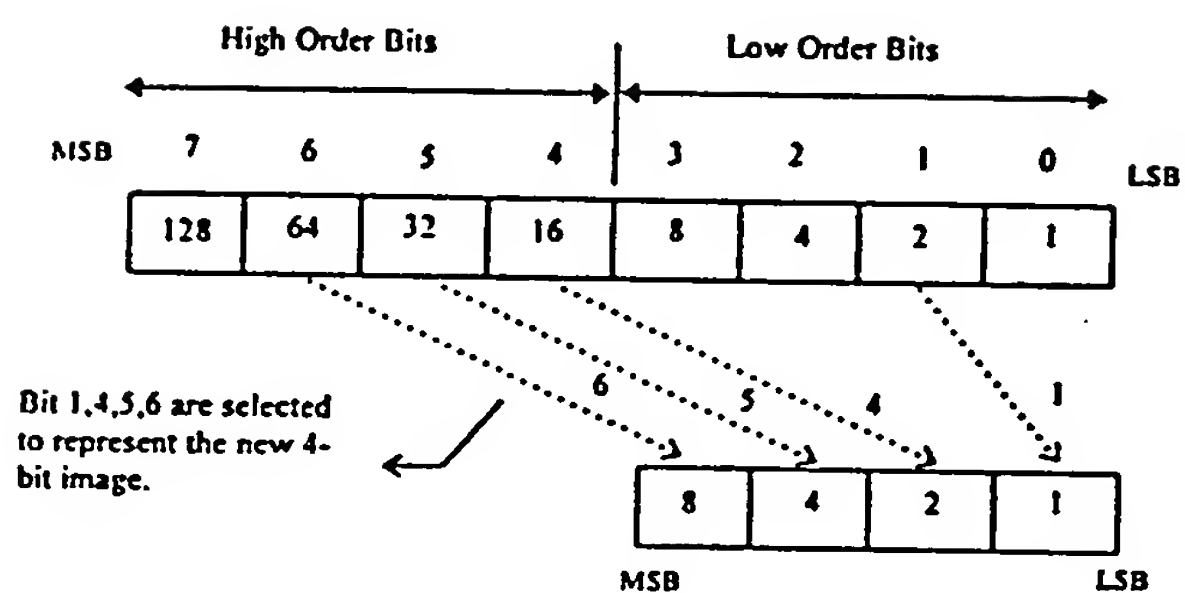 High Order Bits Low Order Bits
MSB 7 6 5 4 3 2 1 0 LSB
128 64 32 16 8 4 2 1
6 5 4 1
Bit 1,4,5,6 are selected
to represent the new 4-
bit image.
8 4 2 1
MSB LSB